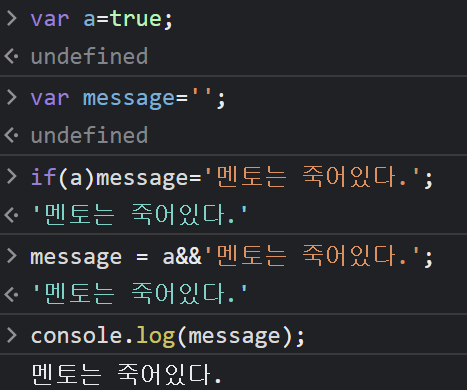 > var a=true;
<· undefined
> var message='';
<· undefined
> if(a)message='멘토는 죽어있다.';
<· '멘토는 죽어있다.'
> message = a&&'멘토는 죽어있다.';
<· '멘토는 죽어있다.'
> console.log(message);
멘토는 죽어있다.